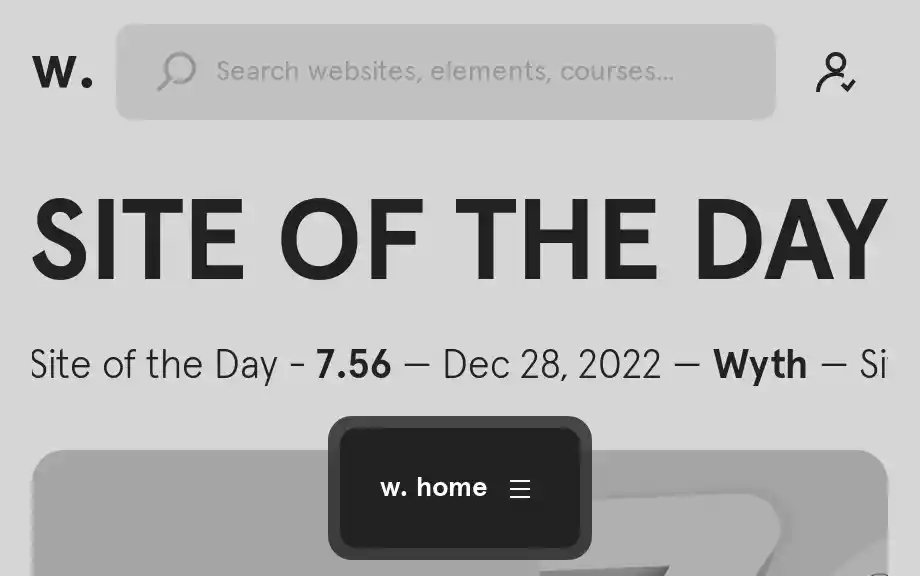 w.
Search websites, elements, courses...
SITE OF THE DAY
Site of the Day - 7.56 — Dec 28, 2022 — Wyth — Si
w. home